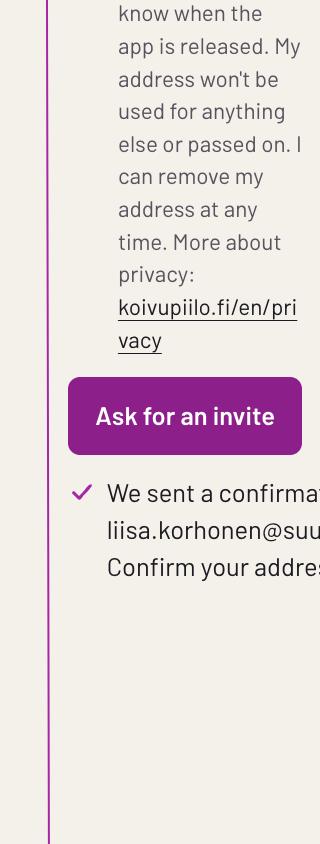 know when the
app is released. My
address won't be
used for anything
else or passed on. I
can remove my
address at any
time. More about
privacy:
koivupiilo.fi/en/pri
vacy
Ask for an invite
We sent a
liisa.korhonen@suu
Confirm your